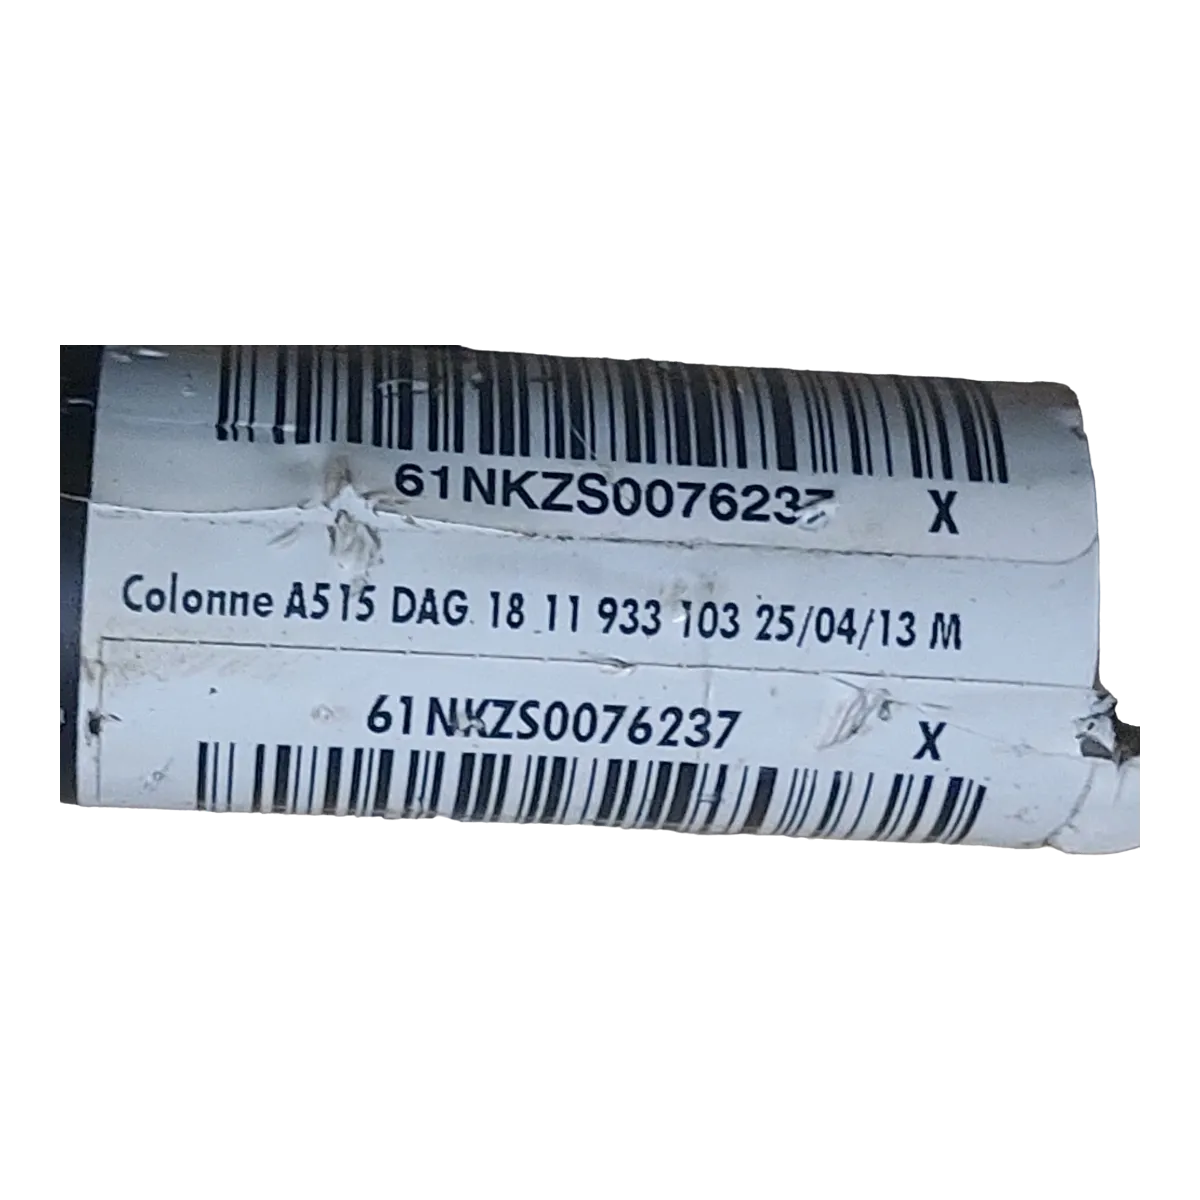 61NKZS0076237 X
Colonne A515 DAG 18 11 933 103 25/04/13 M
61NKZS0076237 X